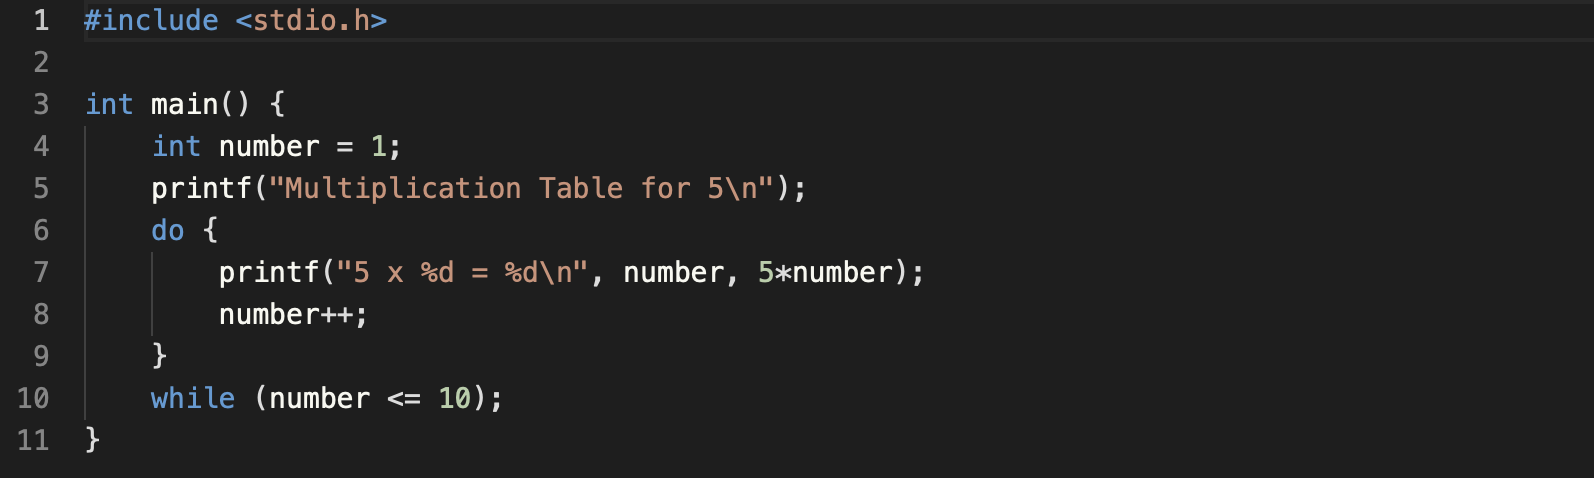 1 #include <stdio.h>
2
3 int main() {
4     int number = 1;
5     printf("Multiplication Table for 5\n");
6     do {
7         printf("5 x %d = %d\n", number, 5*number);
8         number++;
9     }
10     while (number <= 10);
11 }